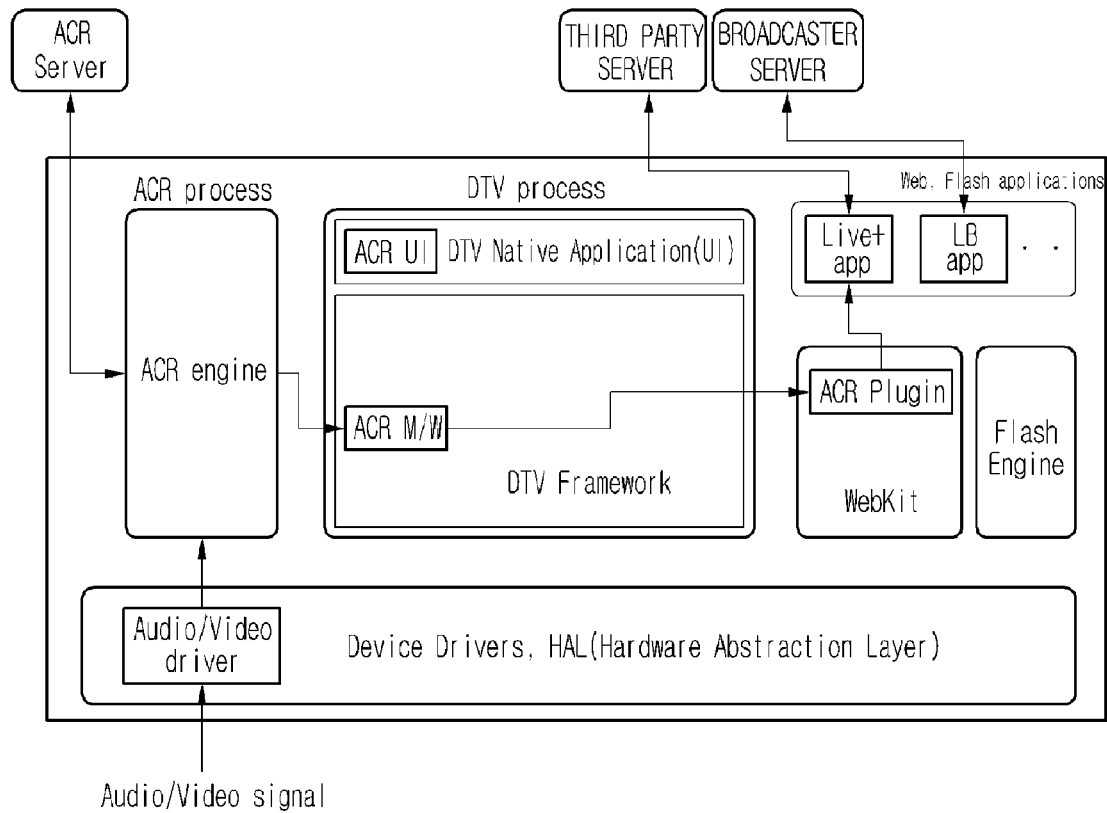 ACR
Server
THIRD PARTY
SERVER
BROADCASTER
SERVER
ACR process
DTV process
Web, Flash applications
ACR UI
DTV Native Application(UI)
Live+
app
LB
app
. .
ACR engine
ACR M/W
DTV Framework
ACR Plugin
WebKit
Flash
Engine
Audio/Video
driver
Device Drivers, HAL(Hardware Abstraction Layer)
Audio/Video signal